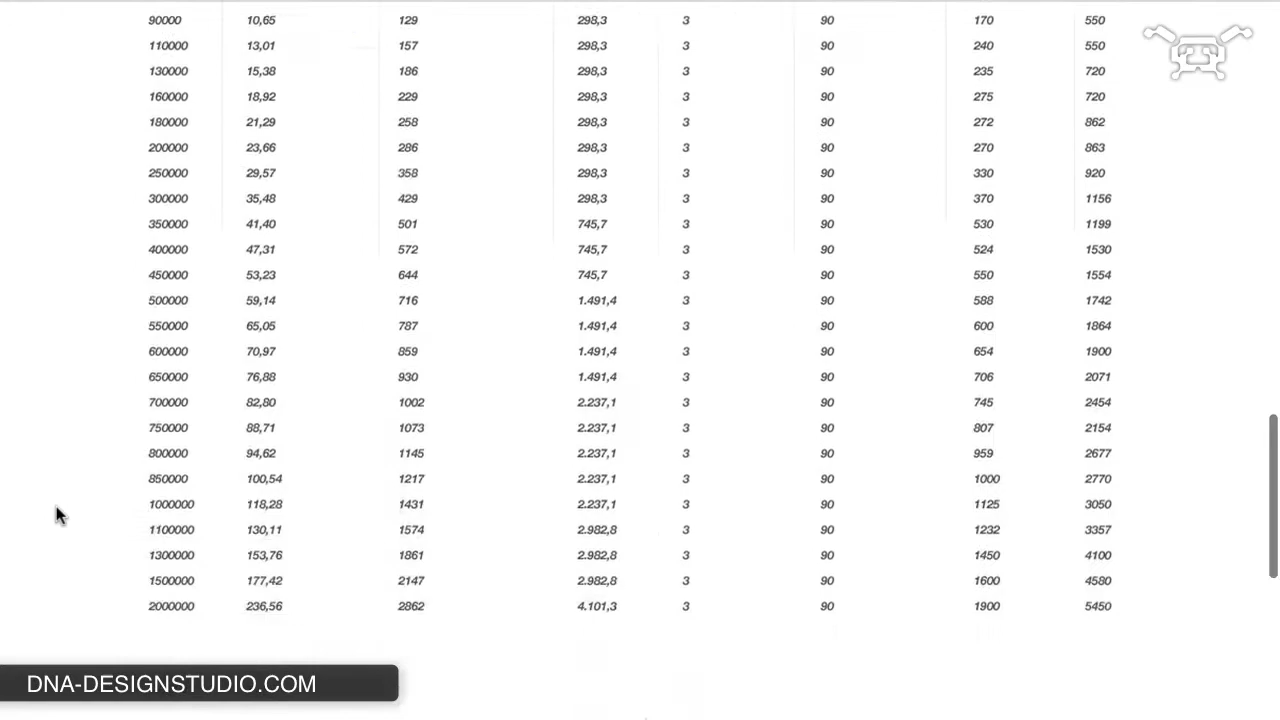 90000 10,65 129 298,3 3 90 170 550
110000 13,01 157 298,3 3 90 240 550
130000 15,38 186 298,3 3 90 235 720
160000 18,92 229 298,3 3 90 275 720
180000 21,29 258 298,3 3 90 272 862
200000 23,66 286 298,3 3 90 270 863
250000 29,57 358 298,3 3 90 330 920
300000 35,48 429 298,3 3 90 370 1156
350000 41,40 501 745,7 3 90 530 1199
400000 47,31 572 745,7 3 90 524 1530
450000 53,23 644 745,7 3 90 550 1554
500000 59,14 716 1.491,4 3 90 588 1742
550000 65,05 787 1.491,4 3 90 600 1864
600000 70,97 859 1.491,4 3 90 654 1900
650000 76,88 930 1.491,4 3 90 706 2071
700000 82,80 1002 2.237,1 3 90 745 2454
750000 88,71 1073 2.237,1 3 90 807 2154
800000 94,62 1145 2.237,1 3 90 959 2677
850000 100,54 1217 2.237,1 3 90 1000 2770
1000000 118,28 1431 2.237,1 3 90 1125 3050
1100000 130,11 1574 2.982,8 3 90 1232 3357
1300000 153,76 1861 2.982,8 3 90 1450 4100
1500000 177,42 2147 2.982,8 3 90 1600 4580
2000000 236,56 2862 4.101,3 3 90 1900 5450
DNA-DESIGNSTUDIO.COM